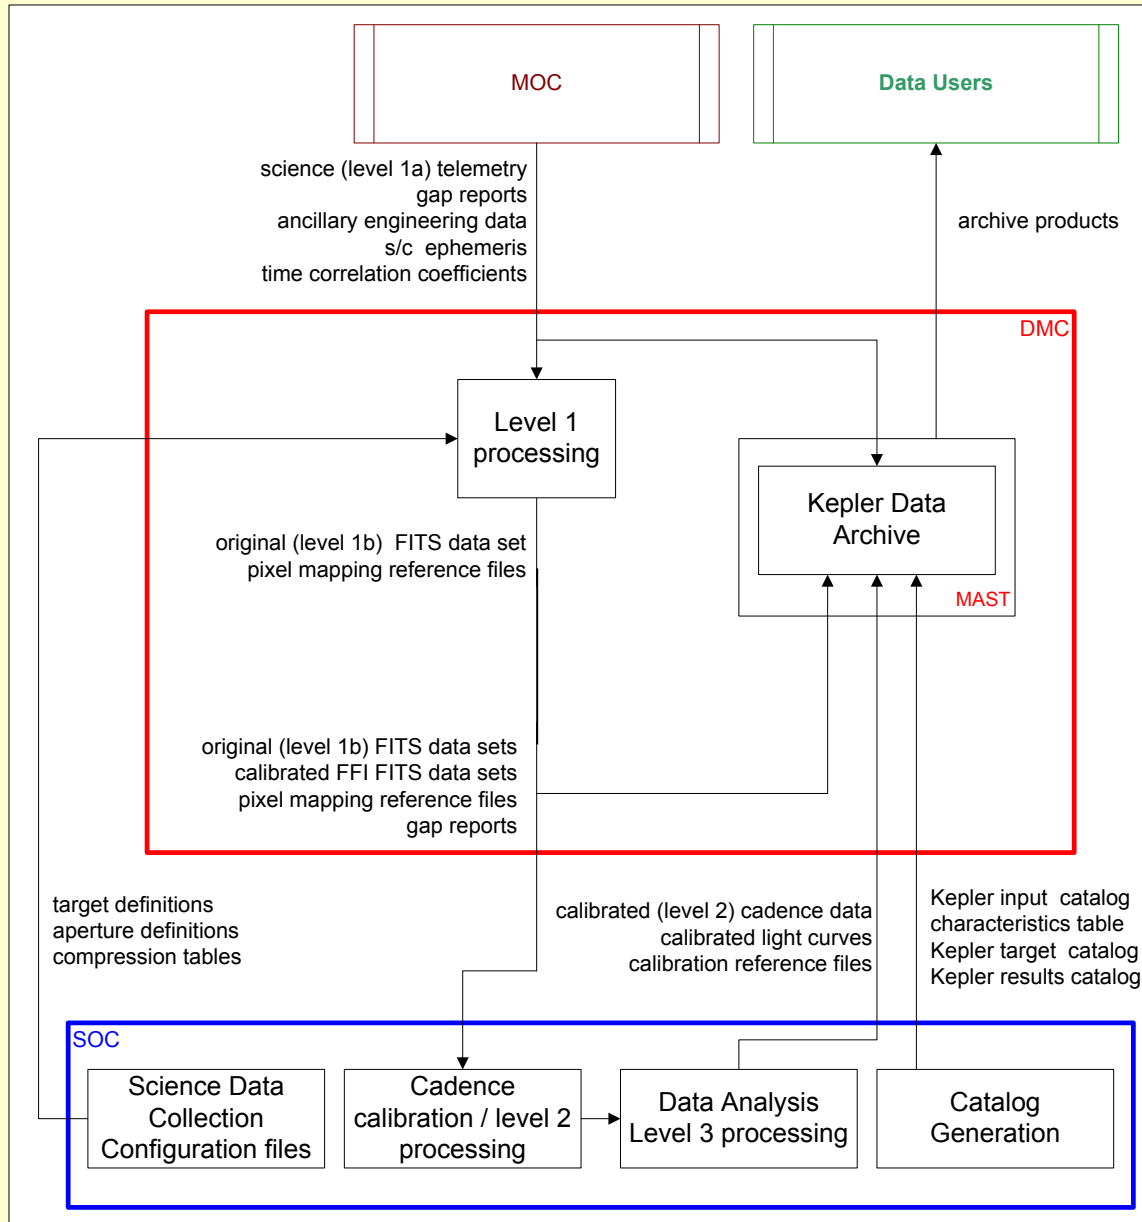 MOC
Data Users
science (level 1a) telemetry
gap reports
ancillary engineering data
s/c ephemeris
time correlation coefficients
archive products
DMC
Level 1
processing
Kepler Data
Archive
MAST
original (level 1b) FITS data set
pixel mapping reference files
original (level 1b) FITS data sets
calibrated FFI FITS data sets
pixel mapping reference files
gap reports
target definitions
aperture definitions
compression tables
calibrated (level 2) cadence data
calibrated light curves
calibration reference files
Kepler input catalog
characteristics table
Kepler target catalog
Kepler results catalog
SOC
Science Data
Collection
Configuration files
Cadence
calibration / level 2
processing
Data Analysis
Level 3 processing
Catalog
Generation